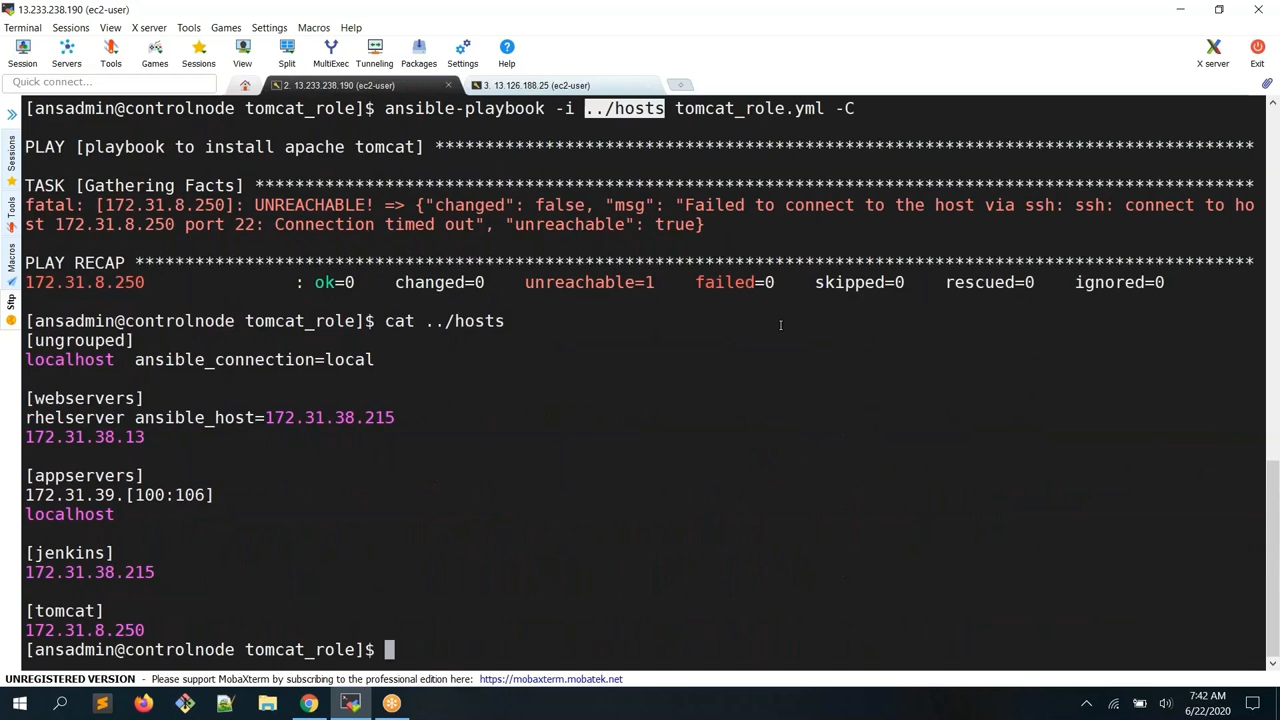 13.233.238.190 (ec2-user)
Terminal Sessions View X server Tools Games Settings Macros Help
Session Servers Tools Games Sessions View Split MultiExec Tunneling Packages Settings Help X server Exit
Quick connect...
2. 13.233.238.190 (ec2-user)
3. 13.126.188.25 (ec2-user)
Sessions
Tools
Macros
Sftp
[ansadmin@controlnode tomcat_role]$ ansible-playbook -i ../hosts tomcat_role.yml -C
PLAY [playbook to install apache tomcat] *********************************************************************************
TASK [Gathering Facts] **************************************************************************************************
fatal: [172.31.8.250]: UNREACHABLE! => {"changed": false, "msg": "Failed to connect to the host via ssh: ssh: connect to ho
st 172.31.8.250 port 22: Connection timed out", "unreachable": true}
PLAY RECAP **************************************************************************************************************
172.31.8.250 : ok=0 changed=0 unreachable=1 failed=0 skipped=0 rescued=0 ignored=0
[ansadmin@controlnode tomcat_role]$ cat ../hosts
[ungrouped]
localhost ansible_connection=local
[webservers]
rhelserver ansible_host=172.31.38.215
172.31.38.13
[appservers]
172.31.39.[100:106]
localhost
[jenkins]
172.31.38.215
[tomcat]
172.31.8.250
[ansadmin@controlnode tomcat_role]$
UNREGISTERED VERSION - Please support MobaXterm by subscribing to the professional edition here: https://mobaxterm.mobatek.net
7:42 AM
6/22/2020